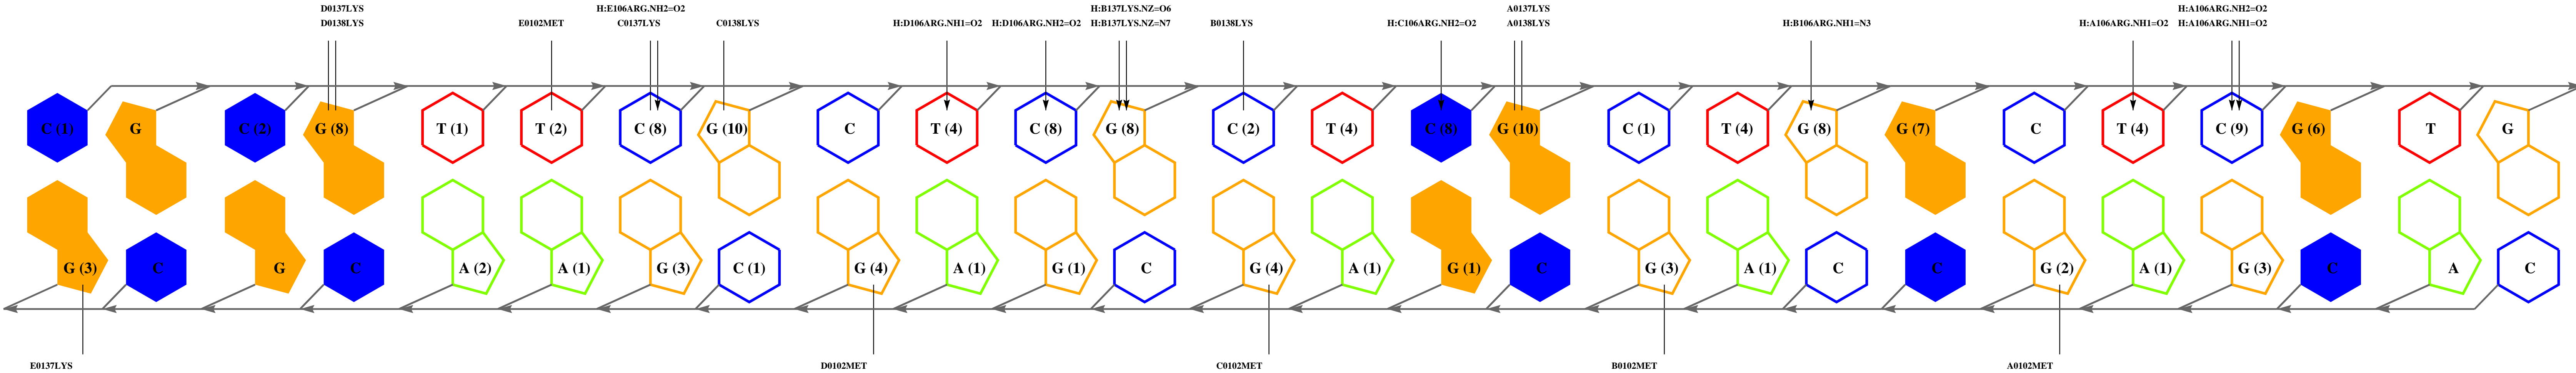 D0137LYS H:E106ARG.NH2=O2 H:B137LYS.NZ=O6 A0137LYS H:A106ARG.NH2=O2
D0138LYS E0102MET C0137LYS C0138LYS H:D106ARG.NH1=O2 H:D106ARG.NH2=O2 H:B137LYS.NZ=N7 B0138LYS H:C106ARG.NH2=O2 A0138LYS H:B106ARG.NH1=N3 H:A106ARG.NH1=O2 H:A106ARG.NH1=O2
C (1) G C (2) G (8) T (1) T (2) C (8) G (10) C T (4) C (8) G (8) C (2) T (4) C (8) G (10) C (1) T (4) G (8) G (7) C T (4) C (9) G (6) T G
G (3) C G C A (2) A (1) G (3) C (1) G (4) A (1) G (1) C G (4) A (1) G (1) C G (3) A (1) C C G (2) A (1) G (3) C A C
E0137LYS D0102MET C0102MET B0102MET A0102MET